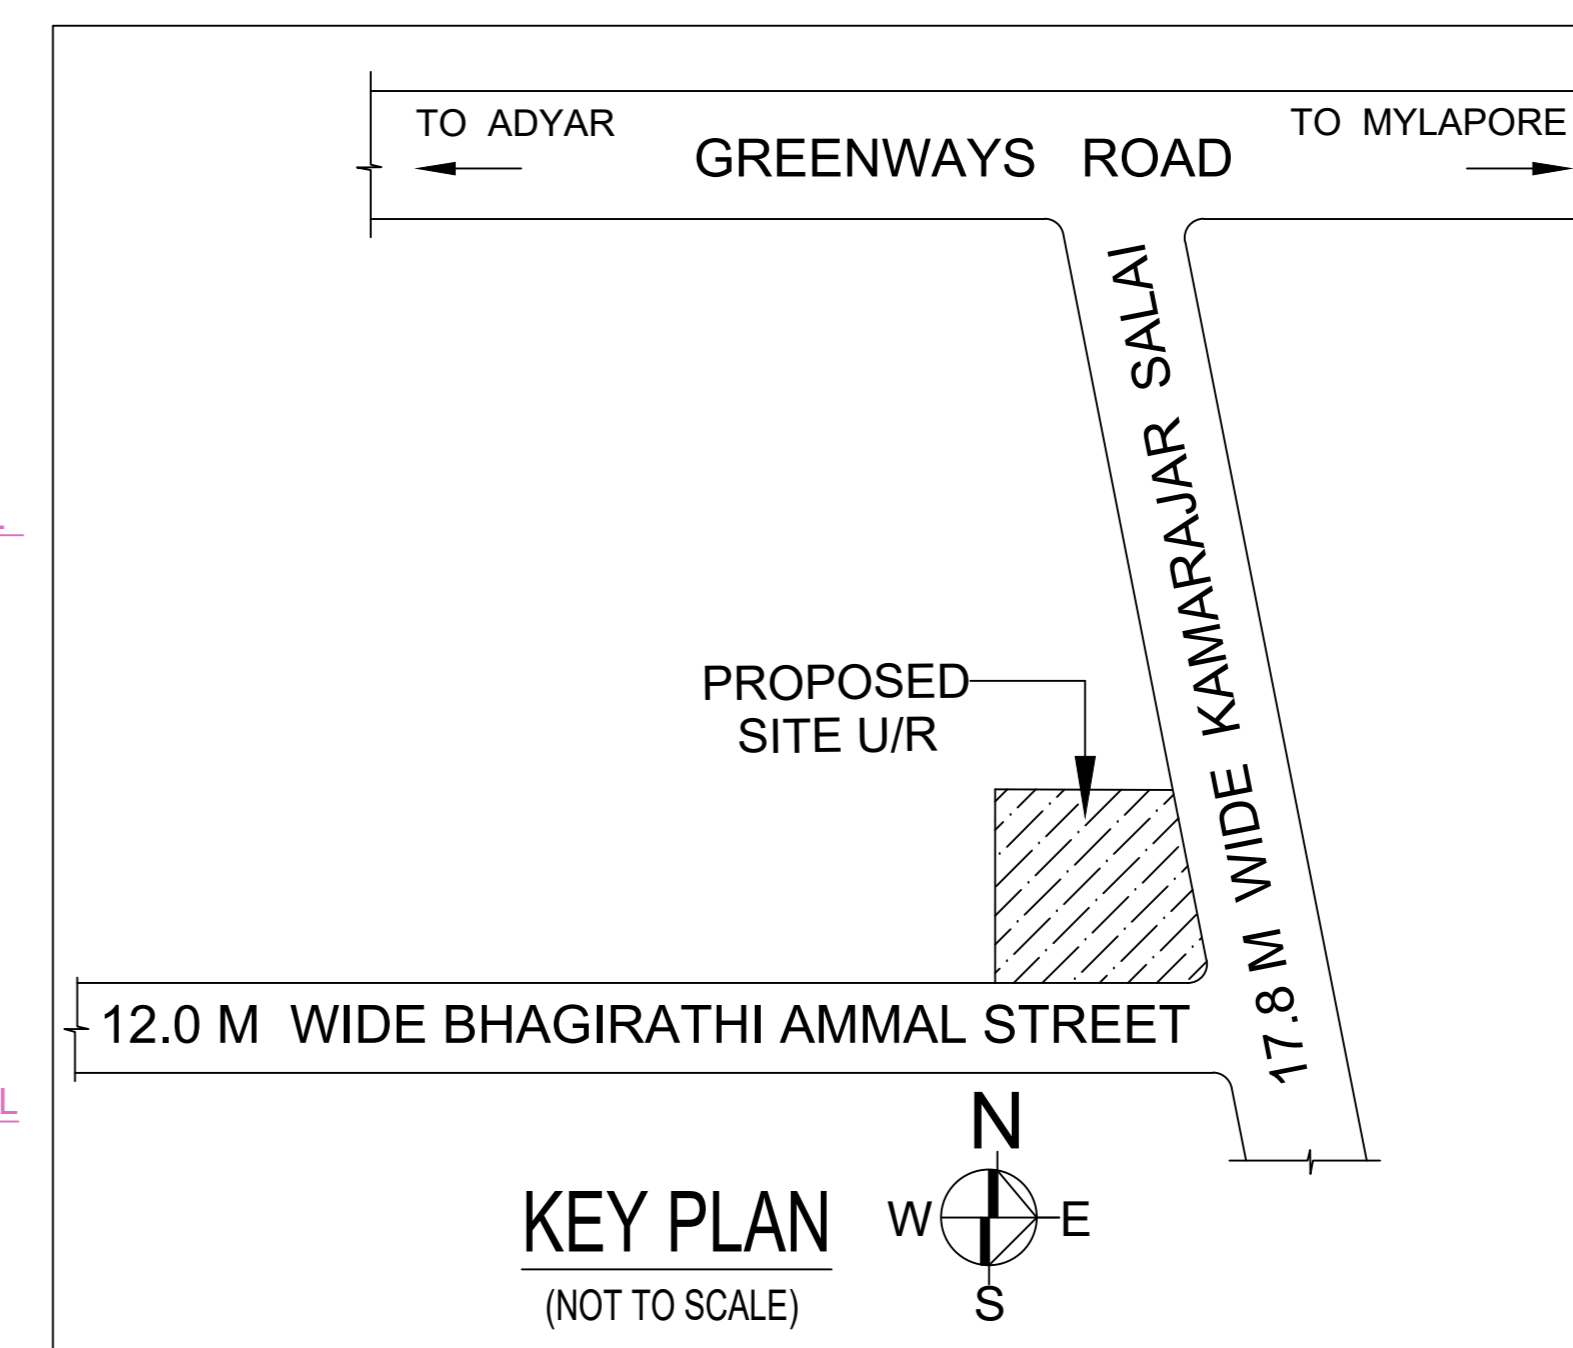 TO ADYAR
GREENWAYS ROAD
TO MYLAPORE
17.8 M WIDE KAMARAJAR SALAI
PROPOSED
SITE U/R
12.0 M WIDE BHAGIRATHI AMMAL STREET
N
W
E
S
KEY PLAN
(NOT TO SCALE)
L